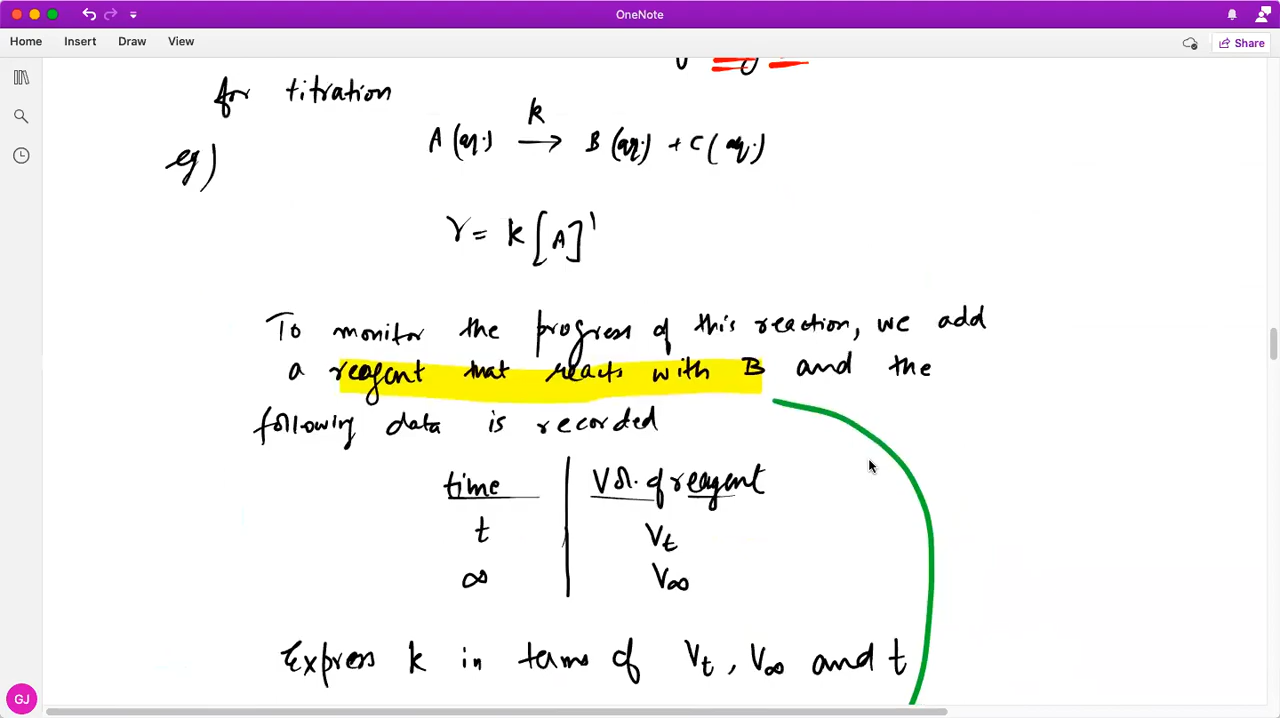 OneNote
Home Insert Draw View
Share
for titration
A (aq.) k → B (aq.) + C (aq.)
eg)
r = k [A]¹
To monitor the progress of this reaction, we add
a reagent that reacts with B and the
following data is recorded
time Vol. of reagent
t Vt
∞ V∞
Express k in terms of Vt, V∞ and t
GJ